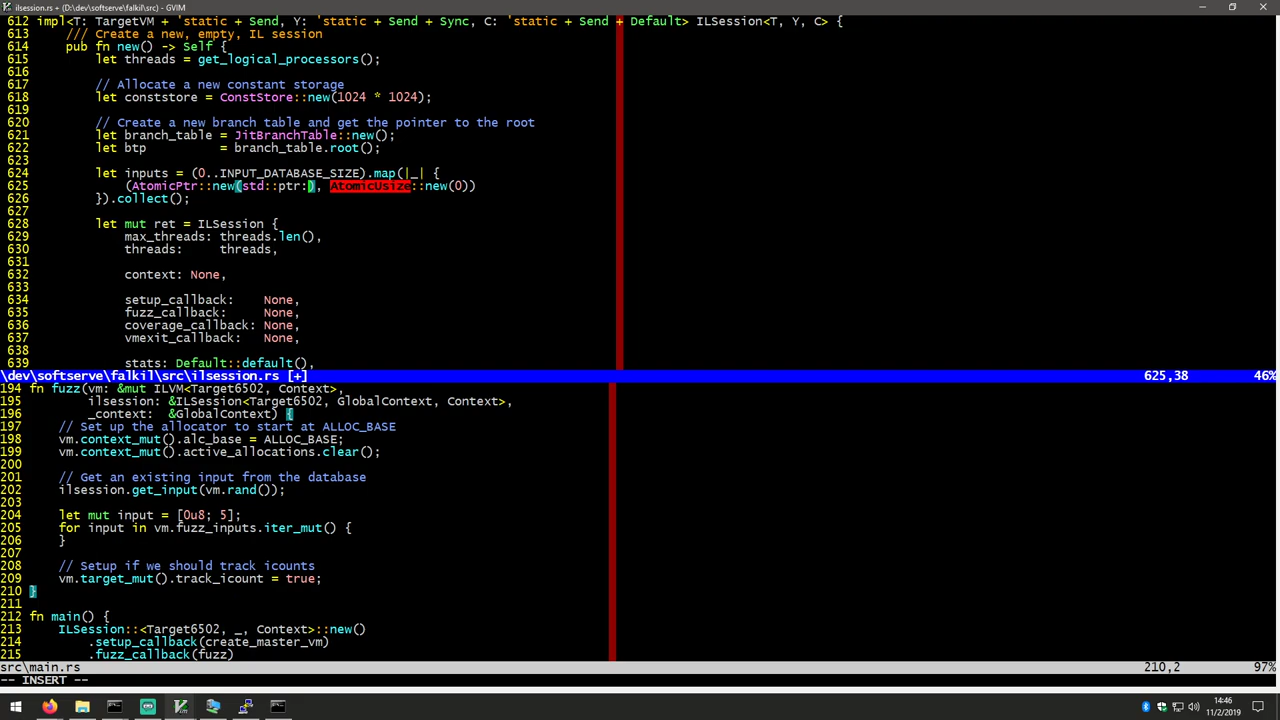 ilsession.rs + (D:\dev\softserve\falkil\src) - GVIM
612 impl<T: TargetVM + 'static + Send, Y: 'static + Send + Sync, C: 'static + Send + Default> ILSession<T, Y, C> {
613     /// Create a new, empty, IL session
614     pub fn new() -> Self {
615         let threads = get_logical_processors();
616
617         // Allocate a new constant storage
618         let conststore = ConstStore::new(1024 * 1024);
619
620         // Create a new branch table and get the pointer to the root
621         let branch_table = JitBranchTable::new();
622         let btp          = branch_table.root();
623
624         let inputs = (0..INPUT_DATABASE_SIZE).map(|_| {
625             (AtomicPtr::new(std::ptr:), AtomicUsize::new(0))
626         }).collect();
627
628         let mut ret = ILSession {
629             max_threads: threads.len(),
630             threads:     threads,
631
632             context: None,
633
634             setup_callback:    None,
635             fuzz_callback:     None,
636             coverage_callback: None,
637             vmexit_callback:   None,
638
639             stats: Default::default(),
\dev\softserve\falkil\src\ilsession.rs [+] 625,38 46%
194 fn fuzz(vm: &mut ILVM<Target6502, Context>,
195         ilsession: &ILSession<Target6502, GlobalContext, Context>,
196         _context:  &GlobalContext) {
197     // Set up the allocator to start at ALLOC_BASE
198     vm.context_mut().alc_base = ALLOC_BASE;
199     vm.context_mut().active_allocations.clear();
200
201     // Get an existing input from the database
202     ilsession.get_input(vm.rand());
203
204     let mut input = [0u8; 5];
205     for input in vm.fuzz_inputs.iter_mut() {
206     }
207
208     // Setup if we should track icounts
209     vm.target_mut().track_icount = true;
210 }
211
212 fn main() {
213     ILSession::<Target6502, _, Context>::new()
214         .setup_callback(create_master_vm)
215         .fuzz_callback(fuzz)
src\main.rs 210,2 97%
-- INSERT --
14:46
11/2/2019